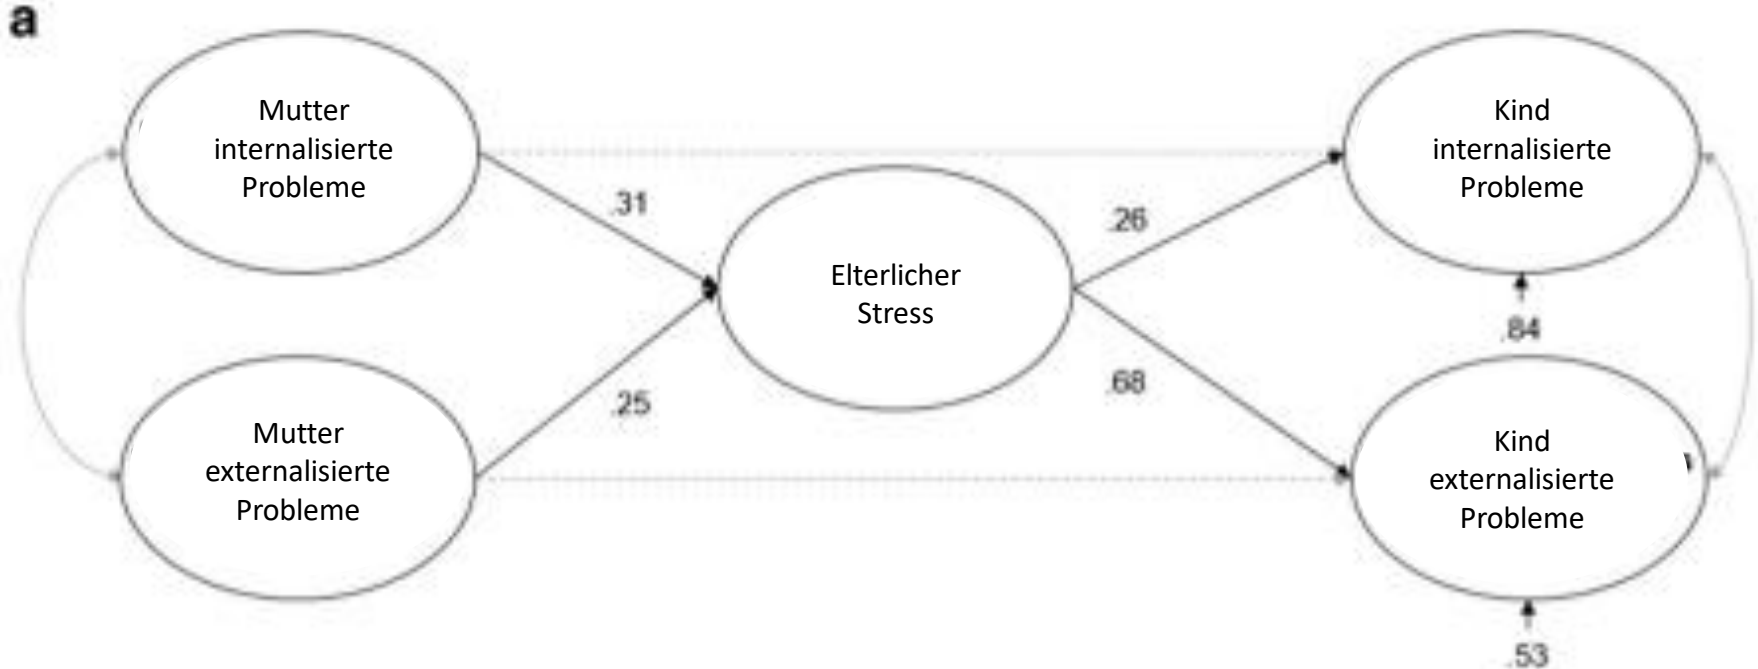 a
Mutter
internalisierte
Probleme
Kind
internalisierte
Probleme
.31
.26
Elterlicher
Stress
.84
.25
.68
Mutter
externalisierte
Probleme
Kind
externalisierte
Probleme
.53